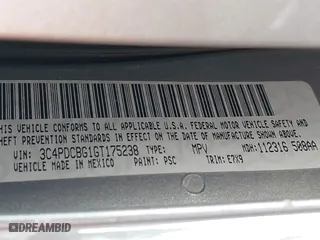 THIS VEHICLE CONFORMS TO ALL APPLICABLE U.S.A. FEDERAL MOTOR VEHICLE SAFETY AND
THEFT PREVENTION STANDARDS IN EFFECT ON THE DATE OF MANUFACTURE SHOWN ABOVE.
VIN: 3C4PDCBG1GT175238 TYPE: MPV MDH: 112316 508AA
VEHICLE MADE IN MEXICO PAINT: PSC TRIM: E7X9
DREAMBID